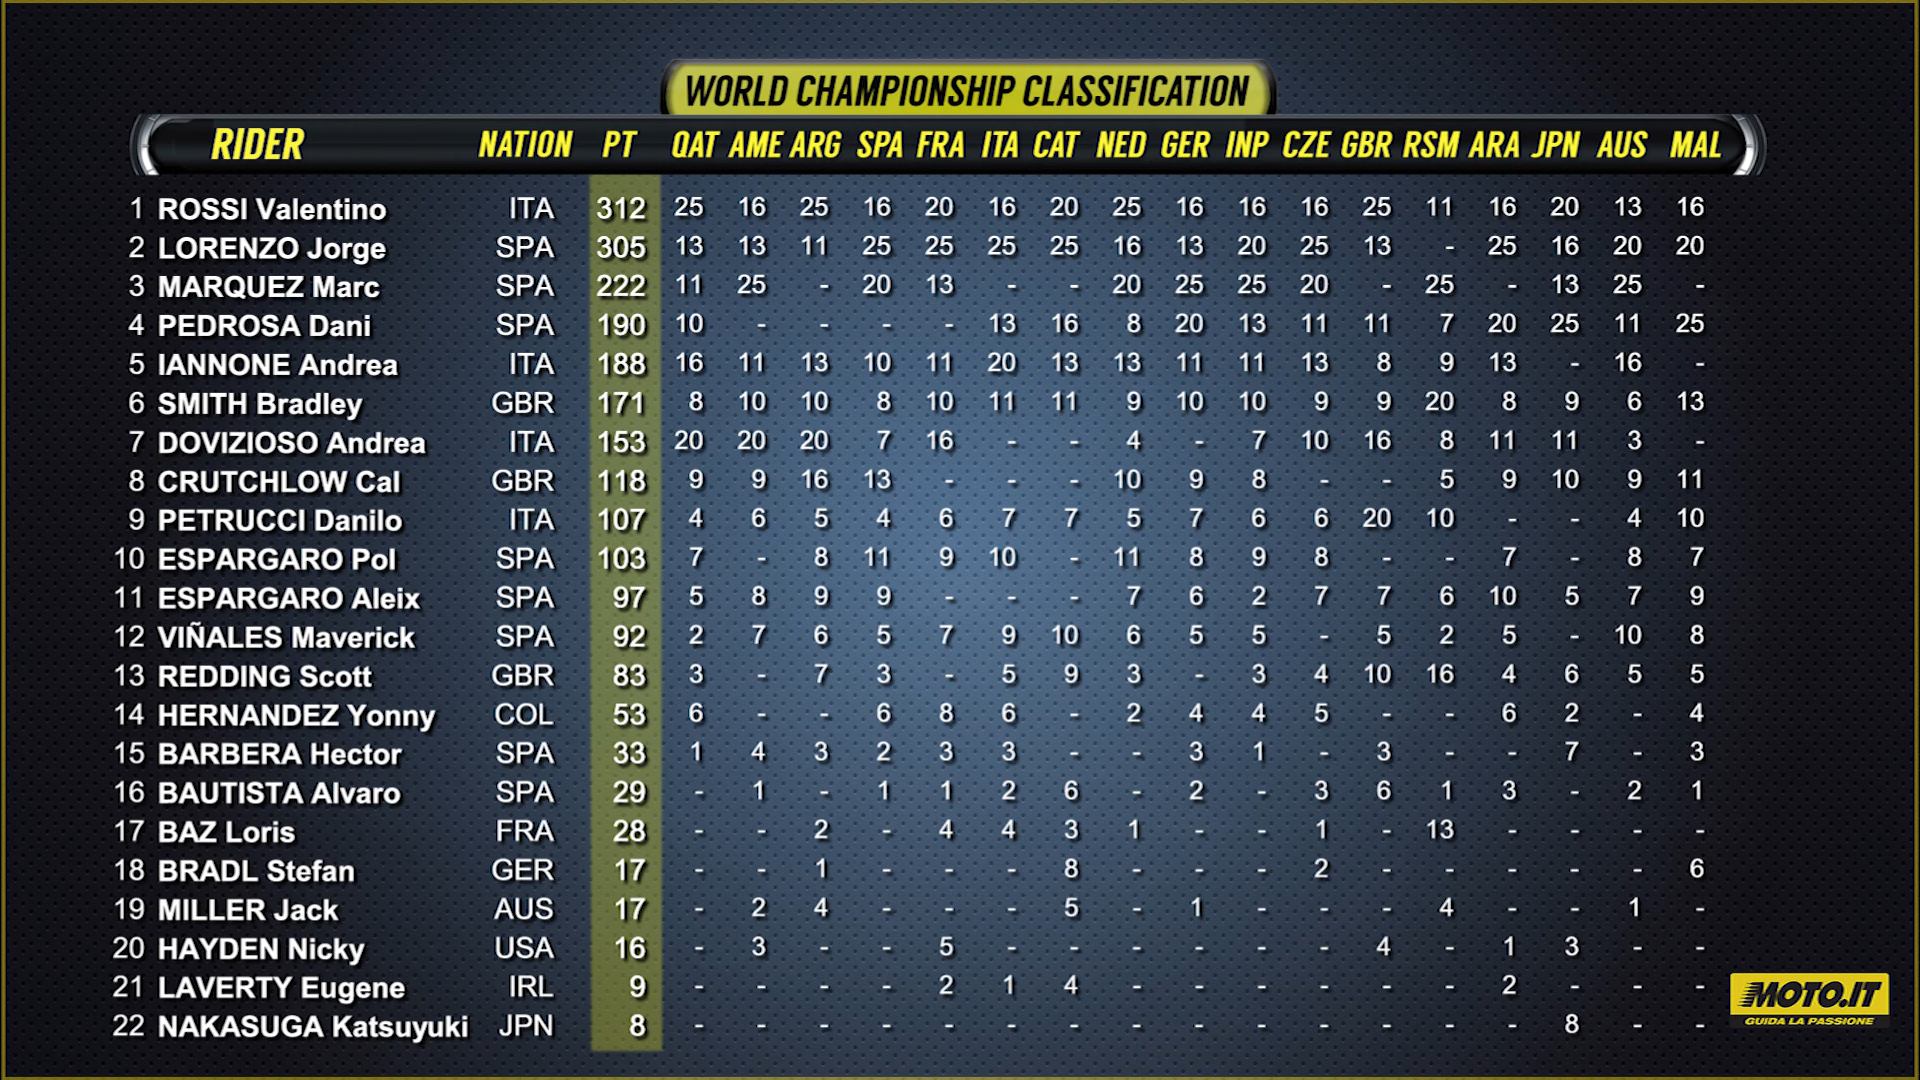 WORLD CHAMPIONSHIP CLASSIFICATION
RIDER NATION PT QAT AME ARG SPA FRA ITA CAT NED GER INP CZE GBR RSM ARA JPN AUS MAL
1 ROSSI Valentino ITA 312 25 16 25 16 20 16 20 25 16 16 16 25 11 16 20 13 16
2 LORENZO Jorge SPA 305 13 13 11 25 25 25 25 16 13 20 25 13 - 25 16 20 20
3 MARQUEZ Marc SPA 222 11 25 - 20 13 - - 20 25 25 20 - 25 - 13 25 -
4 PEDROSA Dani SPA 190 10 - - - - 13 16 8 20 13 11 11 7 20 25 11 25
5 IANNONE Andrea ITA 188 16 11 13 10 11 20 13 13 11 11 13 8 9 13 - 16 -
6 SMITH Bradley GBR 171 8 10 10 8 10 11 11 9 10 10 9 9 20 8 9 6 13
7 DOVIZIOSO Andrea ITA 153 20 20 20 7 16 - - 4 - 7 10 16 8 11 11 3 -
8 CRUTCHLOW Cal GBR 118 9 9 16 13 - - - 10 9 8 - - 5 9 10 9 11
9 PETRUCCI Danilo ITA 107 4 6 5 4 6 7 7 5 7 6 6 20 10 - - 4 10
10 ESPARGARO Pol SPA 103 7 - 8 11 9 10 - 11 8 9 8 - - 7 - 8 7
11 ESPARGARO Aleix SPA 97 5 8 9 9 - - - 7 6 2 7 7 6 10 5 7 9
12 VIÑALES Maverick SPA 92 2 7 6 5 7 9 10 6 5 5 - 5 2 5 - 10 8
13 REDDING Scott GBR 83 3 - 7 3 - 5 9 3 - 3 4 10 16 4 6 5 5
14 HERNANDEZ Yonny COL 53 6 - - 6 8 6 - 2 4 4 5 - - 6 2 - 4
15 BARBERA Hector SPA 33 1 4 3 2 3 3 - - 3 1 - 3 - - 7 - 3
16 BAUTISTA Alvaro SPA 29 - 1 - 1 1 2 6 - 2 - 3 6 1 3 - 2 1
17 BAZ Loris FRA 28 - - 2 - 4 4 3 1 - - 1 - 13 - - - -
18 BRADL Stefan GER 17 - - 1 - - - 8 - - - 2 - - - - - 6
19 MILLER Jack AUS 17 - 2 4 - - - 5 - 1 - - - 4 - - 1 -
20 HAYDEN Nicky USA 16 - 3 - - 5 - - - - - - 4 - 1 3 - -
21 LAVERTY Eugene IRL 9 - - - - 2 1 4 - - - - - - 2 - - -
22 NAKASUGA Katsuyuki JPN 8 - - - - - - - - - - - - - - 8 - -
MOTO.IT
GUIDA LA PASSIONE